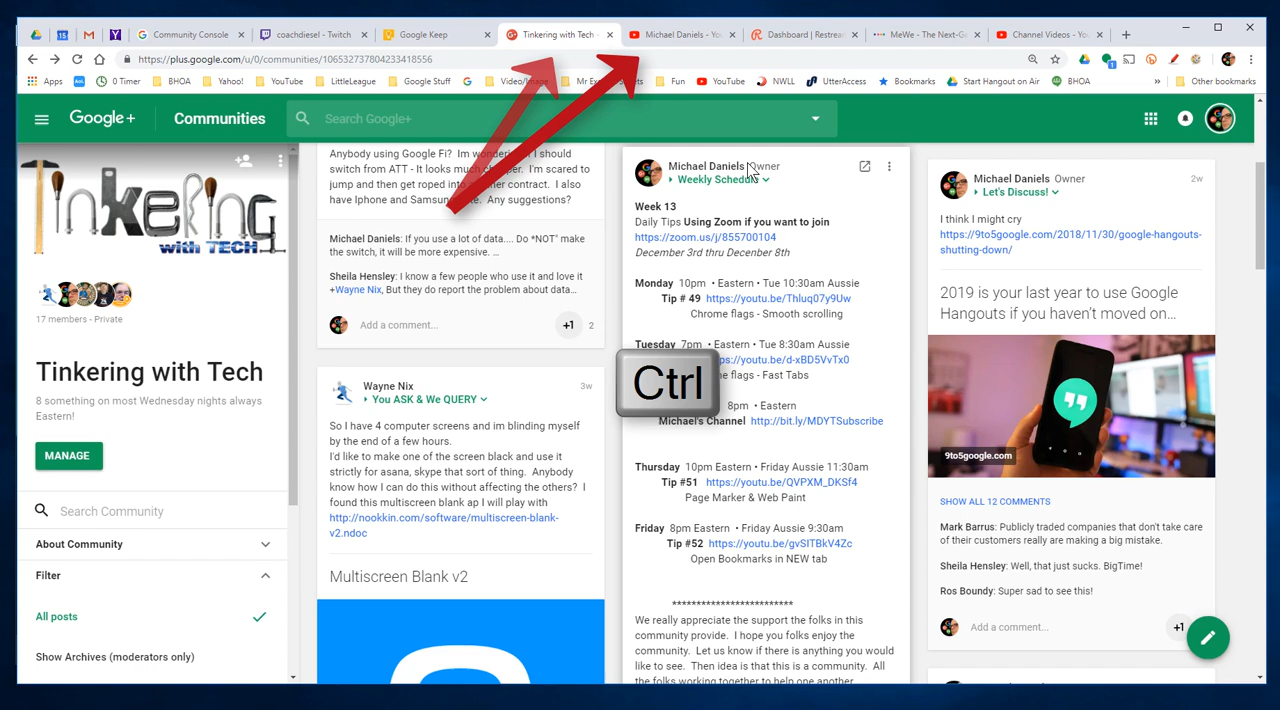 Community Console
coachdiesel - Twitch
Google Keep
Tinkering with Tech -
Michael Daniels - Yo
Dashboard | Restrea
MeWe - The Next-Ge
Channel Videos - You
https://plus.google.com/u/0/communities/106532737804233418556
Apps
0 Timer
BHOA
Yahoo!
YouTube
LittleLeague
Google Stuff
Fun
YouTube
NWLL
UtterAccess
Bookmarks
Start Hangout on Air
BHOA
»
Other bookmarks
Google+
Communities
Search Google+
TInKERING
with TECH
17 members - Private
Tinkering with Tech
8 something on most Wednesday nights always
Eastern!
MANAGE
Search Community
About Community
Filter
All posts
Show Archives (moderators only)
Anybody using Google Fi? Im wondering I should
switch from ATT - It looks much cheaper. I'm scared to
jump and then get roped into another contract. I also
have Iphone and Samsung. Any suggestions?
Michael Daniels: If you use a lot of data.... Do *NOT* make
the switch, it will be more expensive. ...
Sheila Hensley: I know a few people who use it and love it
+Wayne Nix, But they do report the problem about data...
Add a comment...
+1
2
Wayne Nix
3w
You ASK & We QUERY
So I have 4 computer screens and im blinding myself
by the end of a few hours.
I'd like to make one of the screen black and use it
strictly for asana, skype that sort of thing. Anybody
know how I can do this without affecting the others? I
found this multiscreen blank ap I will play with
http://nookkin.com/software/multiscreen-blank-
v2.ndoc
Multiscreen Blank v2
Michael Daniels Owner
Weekly Schedule
Week 13
Daily Tips Using Zoom if you want to join
https://zoom.us/j/855700104
December 3rd thru Decenber 8th
Monday 10pm • Eastern • Tue 10:30am Aussie
Tip # 49 https://youtu.be/Thluq07y9Uw
Chrome flags - Smooth scrolling
Tuesday 7pm • Eastern • Tue 8:30am Aussie
ps://youtu.be/d-xBD5VvTx0
e flags - Fast Tabs
Ctrl
8pm • Eastern
Michael's Channel http://bit.ly/MDYTSubscribe
Thursday 10pm Eastern • Friday Aussie 11:30am
Tip #51 https://youtu.be/QVPXM_DKSf4
Page Marker & Web Paint
Friday 8pm Eastern • Friday Aussie 9:30am
Tip #52 https://youtu.be/gvSITBkV4Zc
Open Bookmarks in NEW tab
*************************
We really appreciate the support the folks in this
community provide. I hope you folks enjoy the
community. Let us know if there is anything you would
like to see. Then idea is that this is a community. All
the folks working together to help one another
Michael Daniels Owner
2w
Let's Discuss!
I think I might cry
https://9to5google.com/2018/11/30/google-hangouts-
shutting-down/
2019 is your last year to use Google
Hangouts if you haven't moved on...
9to5google.com
SHOW ALL 12 COMMENTS
Mark Barrus: Publicly traded companies that don't take care
of their customers really are making a big mistake.
Sheila Hensley: Well, that just sucks. BigTime!
Ros Boundy: Super sad to see this!
Add a comment...
+1